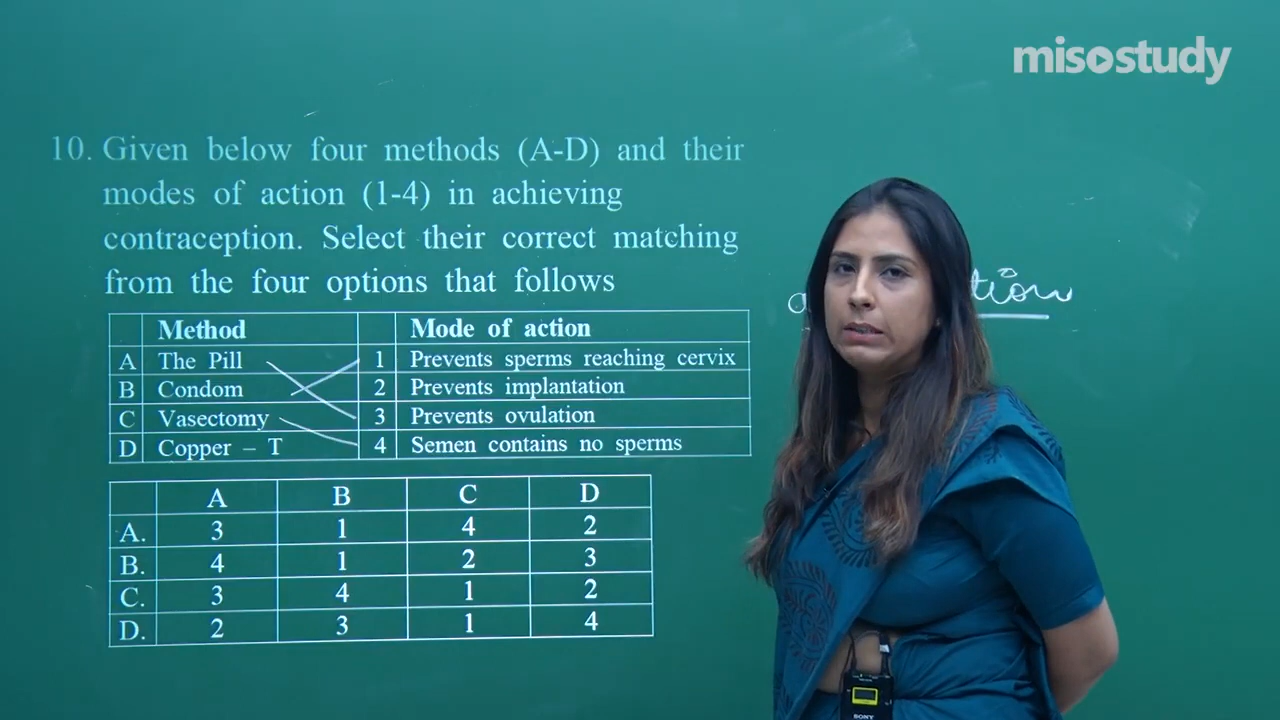 misostudy
10. Given below four methods (A-D) and their
modes of action (1-4) in achieving
contraception. Select their correct matching
from the four options that follows
Method Mode of action
A The Pill 1 Prevents sperms reaching cervix
B Condom 2 Prevents implantation
C Vasectomy 3 Prevents ovulation
D Copper – T 4 Semen contains no sperms
A B C D
A. 3 1 4 2
B. 4 1 2 3
C. 3 4 1 2
D. 2 3 1 4
SONY